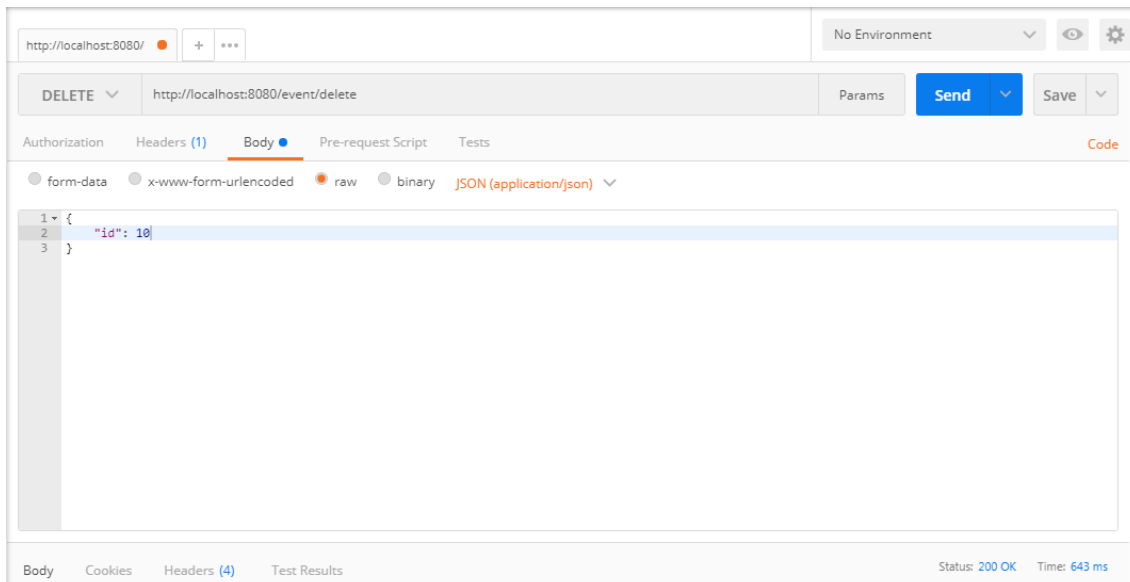 http://localhost:8080/ + ••• No Environment
DELETE http://localhost:8080/event/delete Params Send Save
Authorization Headers (1) Body Pre-request Script Tests Code
form-data x-www-form-urlencoded raw binary JSON (application/json)
1 {
2 "id": 10
3 }
Body Cookies Headers (4) Test Results Status: 200 OK Time: 643 ms